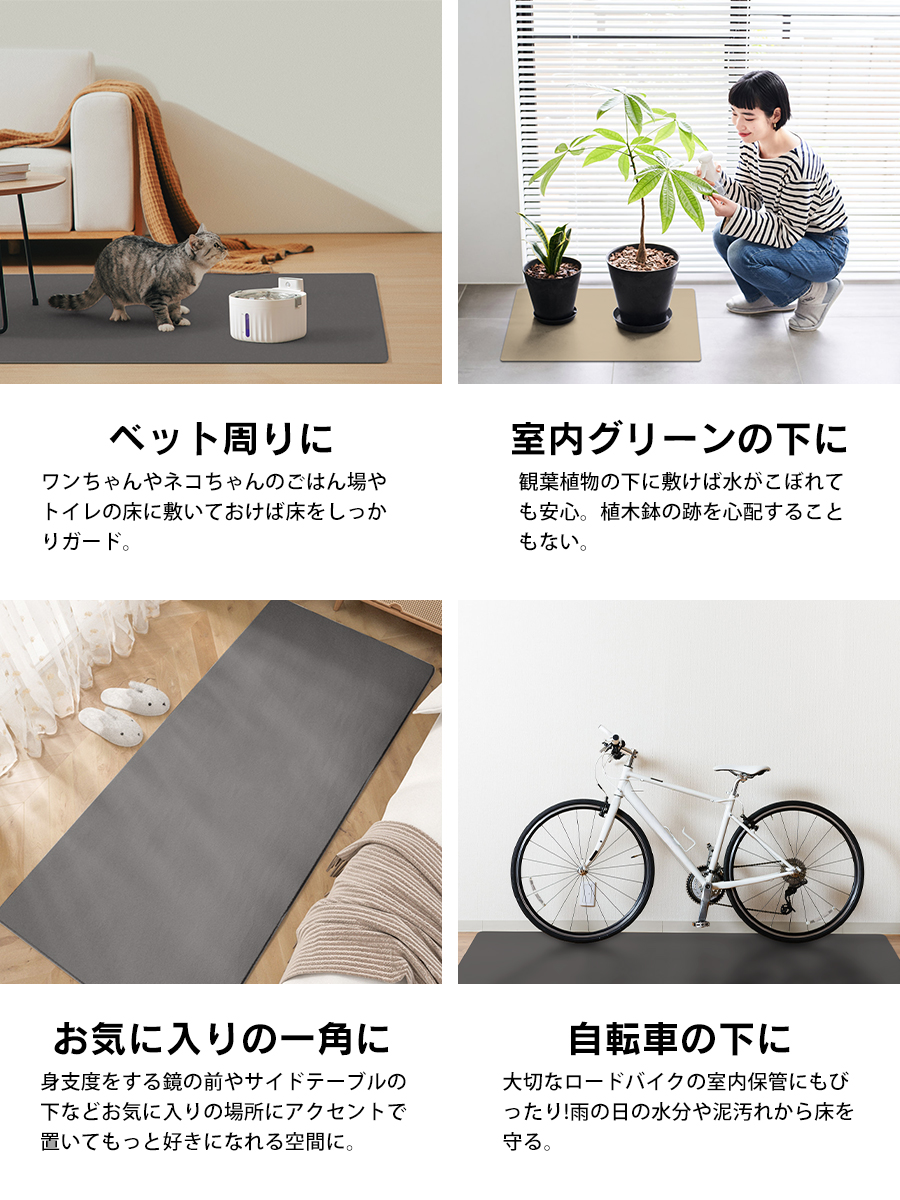 ベット周りに
ワンちゃんやネコちゃんのごはん場や
トイレの床に敷いておけば床をしっか
りガード。
室内グリーンの下に
観葉植物の下に敷けば水がこぼれて
も安心。植木鉢の跡を心配すること
もない。
お気に入りの一角に
身支度をする鏡の前やサイドテーブルの
下などお気に入りの場所にアクセントで
置いてもっと好きになれる空間に。
自転車の下に
大切なロードバイクの室内保管にもぴ
ったり!雨の日の水分や泥汚れから床を
守る。